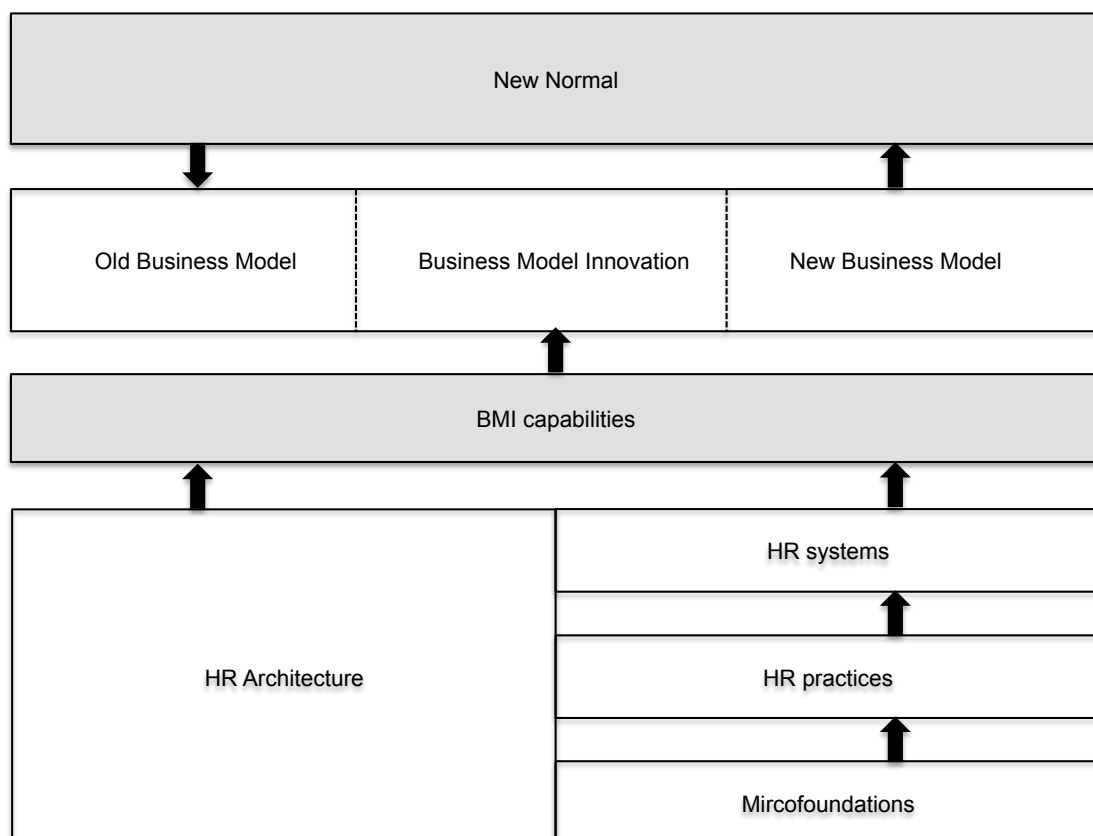 New Normal
Old Business Model
Business Model Innovation
New Business Model
BMI capabilities
HR Architecture
HR systems
HR practices
Mircofoundations